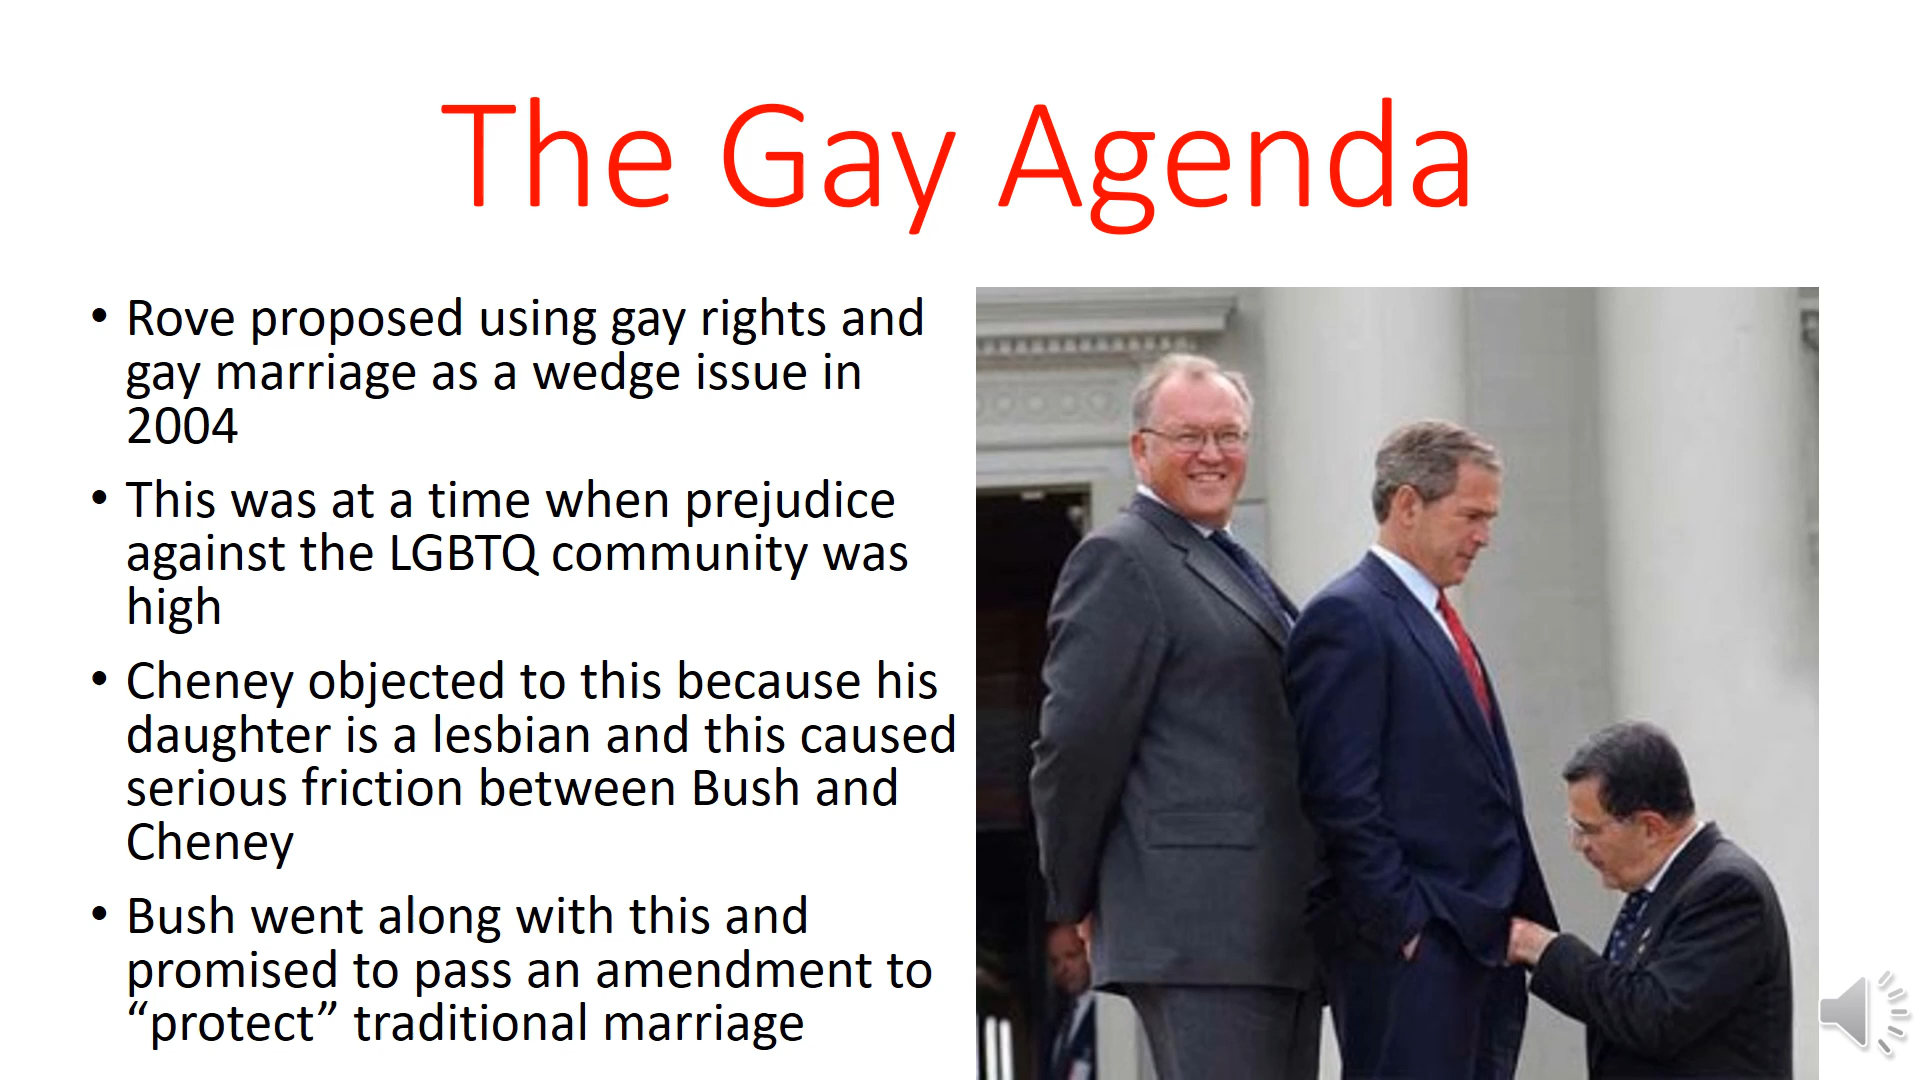 The Gay Agenda
• Rove proposed using gay rights and
gay marriage as a wedge issue in
2004
• This was at a time when prejudice
against the LGBTQ community was
high
• Cheney objected to this because his
daughter is a lesbian and this caused
serious friction between Bush and
Cheney
• Bush went along with this and
promised to pass an amendment to
“protect” traditional marriage